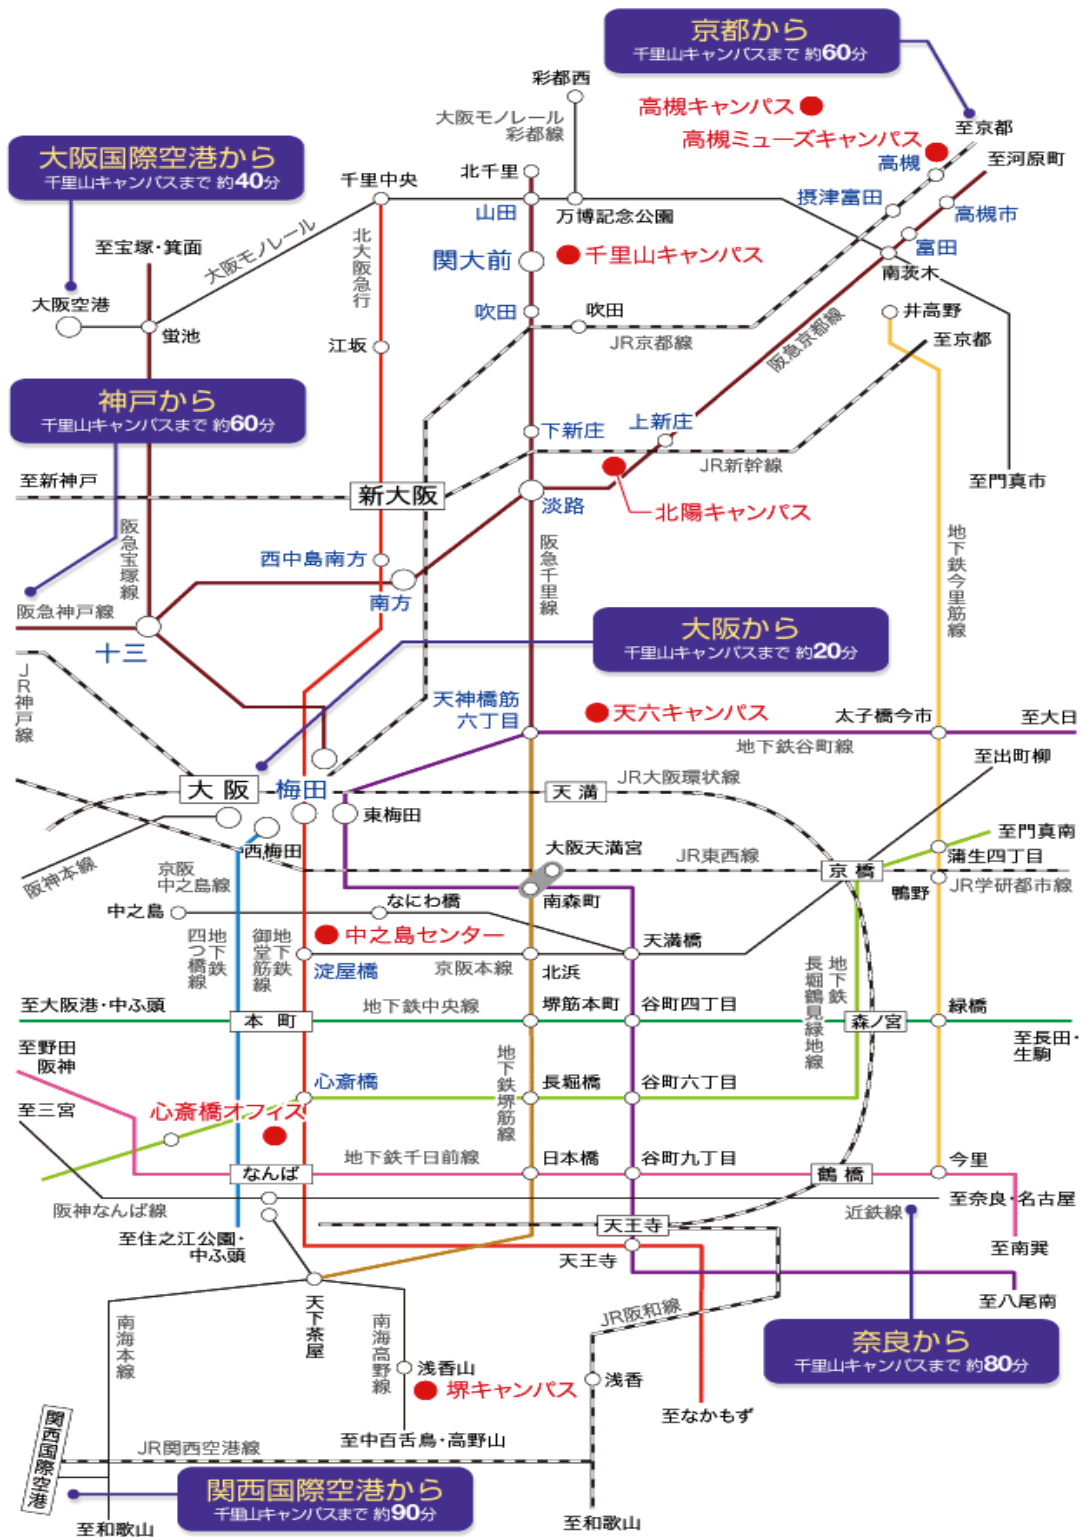 京都から
千里山キャンパスまで 約60分
彩都西
大阪モノレール
彩都線
高槻キャンパス
高槻ミューズキャンパス
至京都
高槻
至河原町
大阪国際空港から
千里山キャンパスまで 約40分
千里中央
北千里
山田
万博記念公園
摂津富田
高槻市
富田
南茨木
至宝塚・箕面
大阪モノレール
北大阪急行
関大前
千里山キャンパス
大阪空港
蛍池
吹田
吹田
JR京都線
井高野
至京都
江坂
阪急京都線
神戸から
千里山キャンパスまで 約60分
下新庄
上新庄
JR新幹線
至新神戸
新大阪
淡路
北陽キャンパス
至門真市
阪急宝塚線
西中島南方
阪急千里線
地下鉄今里筋線
南方
阪急神戸線
十三
大阪から
千里山キャンパスまで 約20分
JR神戸線
天神橋筋
六丁目
天六キャンパス
太子橋今市
至大日
地下鉄谷町線
至出町柳
大阪
梅田
JR大阪環状線
天満
東梅田
至門真南
西梅田
大阪天満宮
JR東西線
京橋
蒲生四丁目
阪神本線
京阪
中之島線
南森町
鴫野
JR学研都市線
中之島
なにわ橋
地下鉄
四つ橋線
地下鉄
御堂筋線
中之島センター
天満橋
淀屋橋
京阪本線
北浜
地下鉄
長堀鶴見緑地線
至大阪港・中ふ頭
地下鉄中央線
堺筋本町
谷町四丁目
緑橋
本町
森ノ宮
至長田・
生駒
至野田
阪神
地下鉄堺筋線
心斎橋
長堀橋
谷町六丁目
至三宮
心斎橋オフィス
なんば
地下鉄千日前線
日本橋
谷町九丁目
鶴橋
今里
阪神なんば線
近鉄線
至奈良・名古屋
至住之江公園・
中ふ頭
天王寺
天王寺
至南巽
至八尾南
天下茶屋
JR阪和線
南海本線
南海高野線
奈良から
千里山キャンパスまで 約80分
浅香山
堺キャンパス
浅香
至なかもず
関西国際空港
至中百舌鳥・高野山
JR関西空港線
関西国際空港から
千里山キャンパスまで 約90分
至和歌山
至和歌山